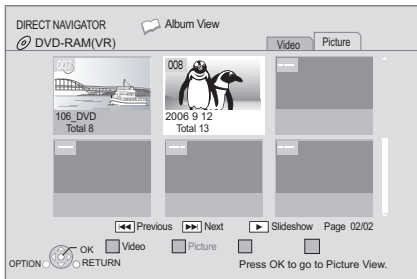 DIRECT NAVIGATOR Album View
DVD-RAM(VR) Video Picture
007 008 --- 
106_DVD 2006 9 12
Total 8 Total 13
--- --- ---
Previous Next Slideshow Page 02/02
OK Video Picture
OPTION RETURN Press OK to go to Picture View.